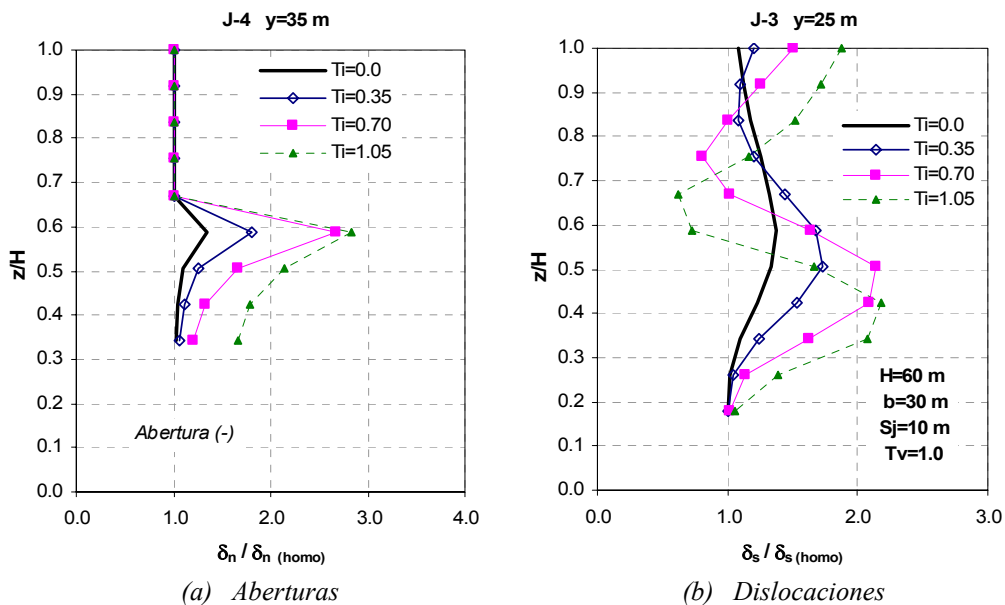 J-4 y=35 m
1.0
0.9
0.8
0.7
0.6
0.5
0.4
0.3
0.2
0.1
0.0
z/H
Ti=0.0
Ti=0.35
Ti=0.70
Ti=1.05
Abertura (-)
0.0 1.0 2.0 3.0 4.0
δn / δn (homo)
(a) Aberturas
J-3 y=25 m
1.0
0.9
0.8
0.7
0.6
0.5
0.4
0.3
0.2
0.1
0.0
z/H
Ti=0.0
Ti=0.35
Ti=0.70
Ti=1.05
H=60 m
b=30 m
Sj=10 m
Tv=1.0
0.0 1.0 2.0 3.0
δs / δs (homo)
(b) Dislocaciones